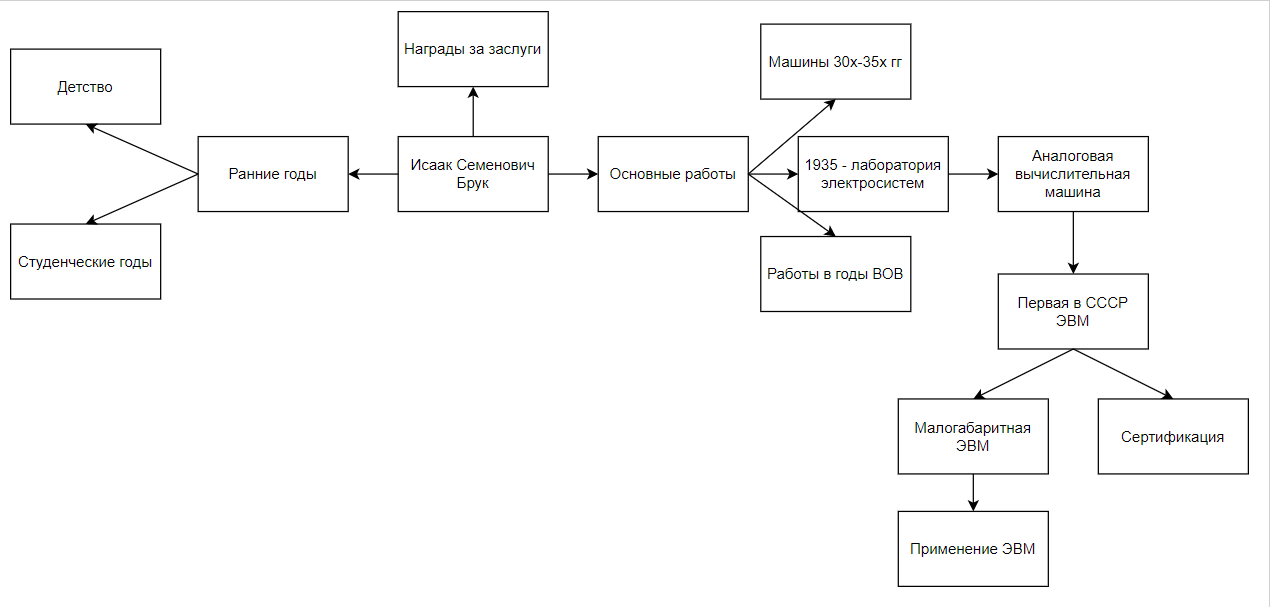 Награды за заслуги
Машины 30х-35х гг
Детство
Ранние годы
Исаак Семенович
Брук
Основные работы
1935 - лаборатория
электросистем
Аналоговая
вычислительная
машина
Студенческие годы
Работы в годы ВОВ
Первая в СССР
ЭВМ
Малогабаритная
ЭВМ
Сертификация
Применение ЭВМ